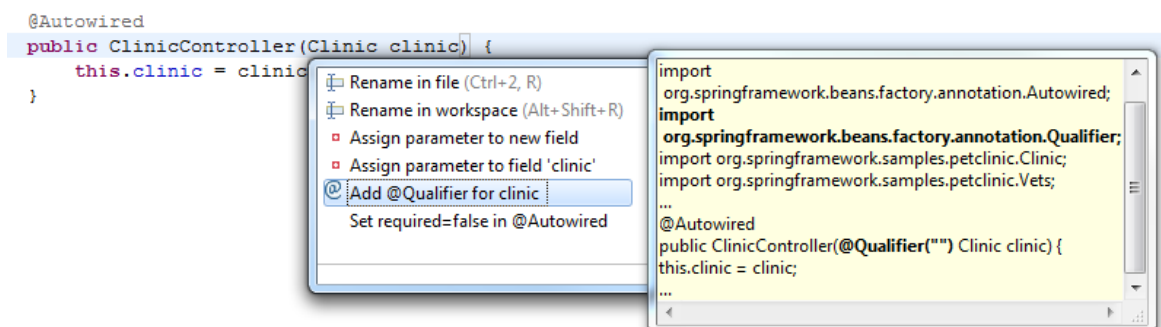 @Autowired
public ClinicController(Clinic clinic) {
this.clinic = clinic
}
Rename in file (Ctrl+2, R)
Rename in workspace (Alt+Shift+R)
Assign parameter to new field
Assign parameter to field 'clinic'
@ Add @Qualifier for clinic
Set required=false in @Autowired
import
org.springframework.beans.factory.annotation.Autowired;
import
org.springframework.beans.factory.annotation.Qualifier;
import org.springframework.samples.petclinic.Clinic;
import org.springframework.samples.petclinic.Vets;
...
@Autowired
public ClinicController(@Qualifier("") Clinic clinic) {
this.clinic = clinic;
...